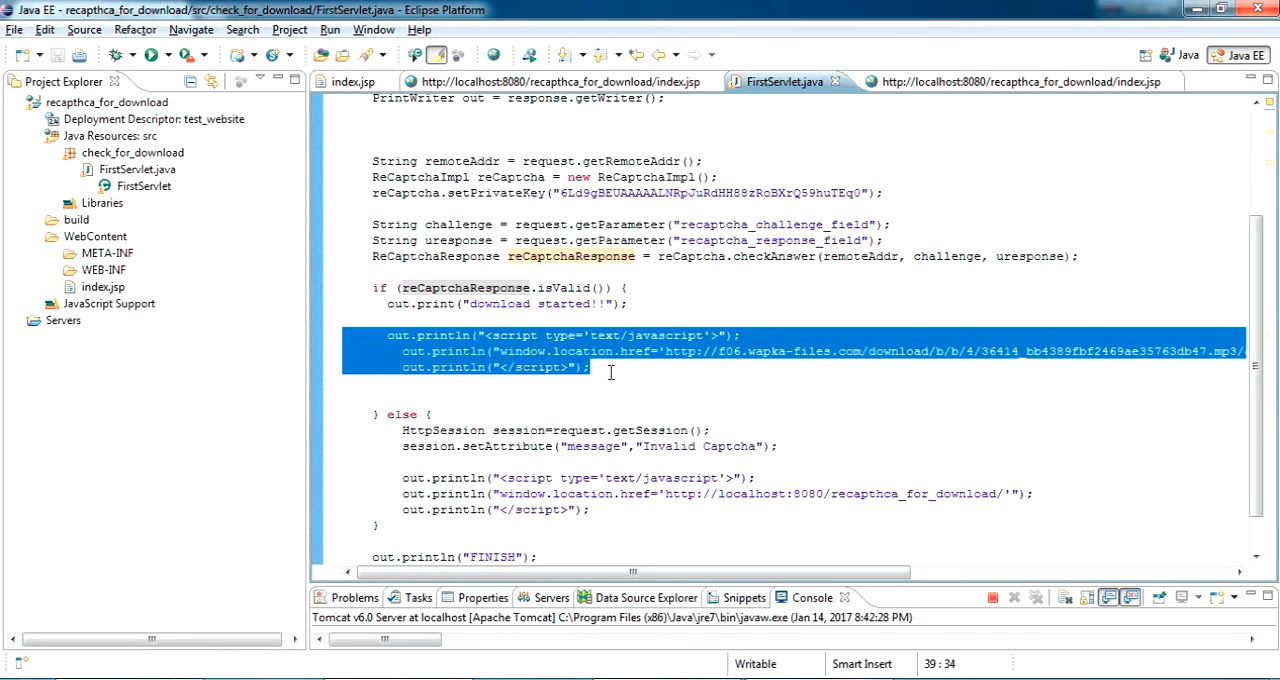 Java EE - recapthca_for_download/src/check_for_download/FirstServlet.java - Eclipse Platform
File Edit Source Refactor Navigate Search Project Run Window Help
Java Java EE
Project Explorer
index.jsp http://localhost:8080/recapthca_for_download/index.jsp FirstServlet.java http://localhost:8080/recapthca_for_download/index.jsp
recapthca_for_download
Deployment Descriptor: test_website
Java Resources: src
check_for_download
FirstServlet.java
FirstServlet
Libraries
build
WebContent
META-INF
WEB-INF
index.jsp
JavaScript Support
Servers
PrintWriter out = response.getWriter();
String remoteAddr = request.getRemoteAddr();
ReCaptchaImpl reCaptcha = new ReCaptchaImpl();
reCaptcha.setPrivateKey("6Ld9gBEUAAAAALNRpJuRdHH88zRoBXrQ59huTEq0");
String challenge = request.getParameter("recaptcha_challenge_field");
String uresponse = request.getParameter("recaptcha_response_field");
ReCaptchaResponse reCaptchaResponse = reCaptcha.checkAnswer(remoteAddr, challenge, uresponse);
if (reCaptchaResponse.isValid()) {
out.print("download started!!");
out.println("<script type='text/javascript'>");
out.println("window.location.href='http://f06.wapka-files.com/download/b/b/4/36414_bb4389fbf2469ae35763db47.mp3/
out.println("</script>");
} else {
HttpSession session=request.getSession();
session.setAttribute("message","Invalid Captcha");
out.println("<script type='text/javascript'>");
out.println("window.location.href='http://localhost:8080/recapthca_for_download/'");
out.println("</script>");
}
out.println("FINISH");
Problems Tasks Properties Servers Data Source Explorer Snippets Console
Tomcat v6.0 Server at localhost [Apache Tomcat] C:\Program Files (x86)\Java\jre7\bin\javaw.exe (Jan 14, 2017 8:42:28 PM)
Writable Smart Insert 39 : 34